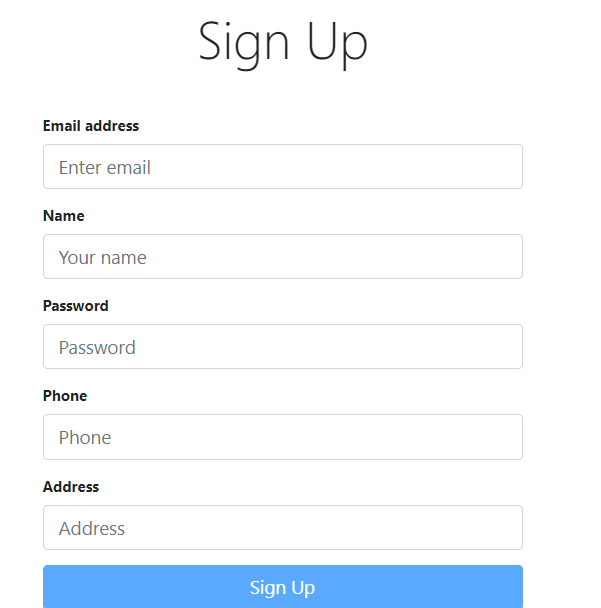 Sign Up
Email address
Enter email
Name
Your name
Password
Password
Phone
Phone
Address
Address
Sign Up